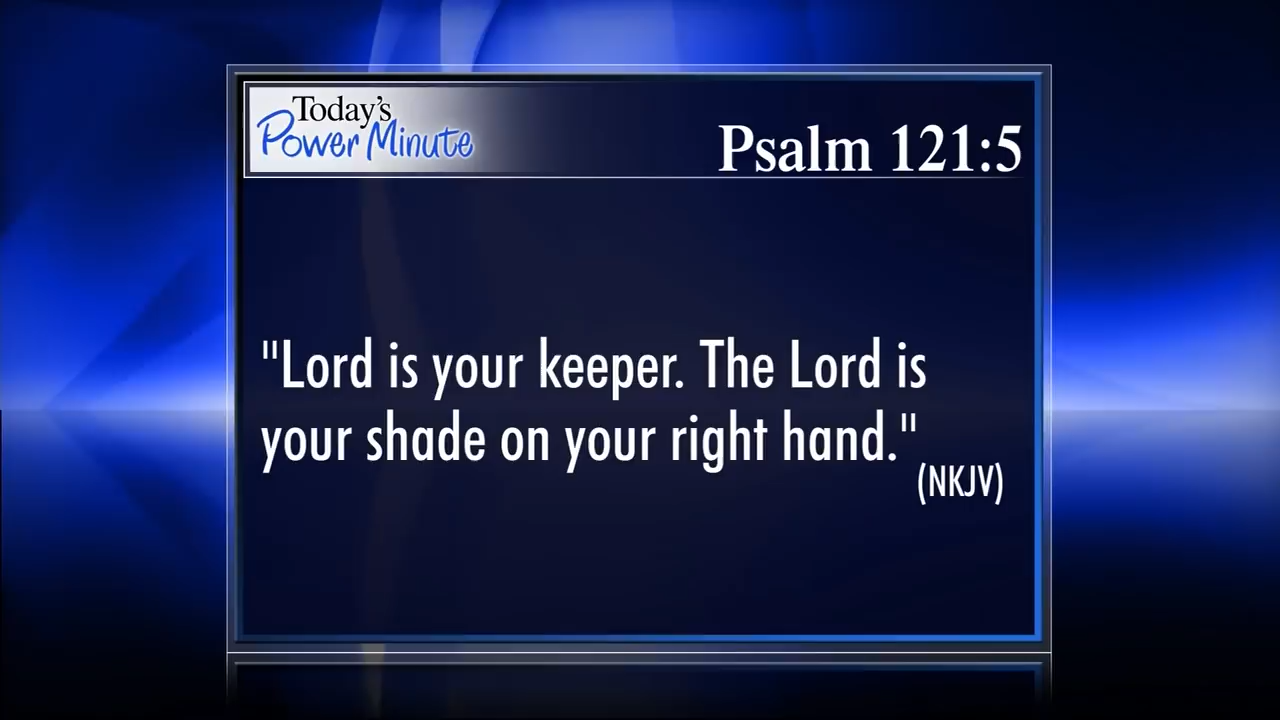 Today's
Power Minute
Psalm 121:5
"Lord is your keeper. The Lord is
your shade on your right hand."
(NKJV)